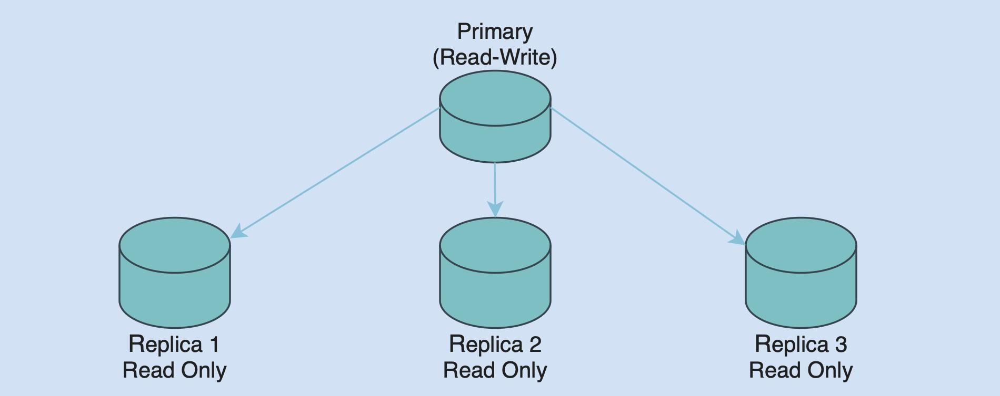 Primary
(Read-Write)
Replica 1
Read Only
Replica 2
Read Only
Replica 3
Read Only